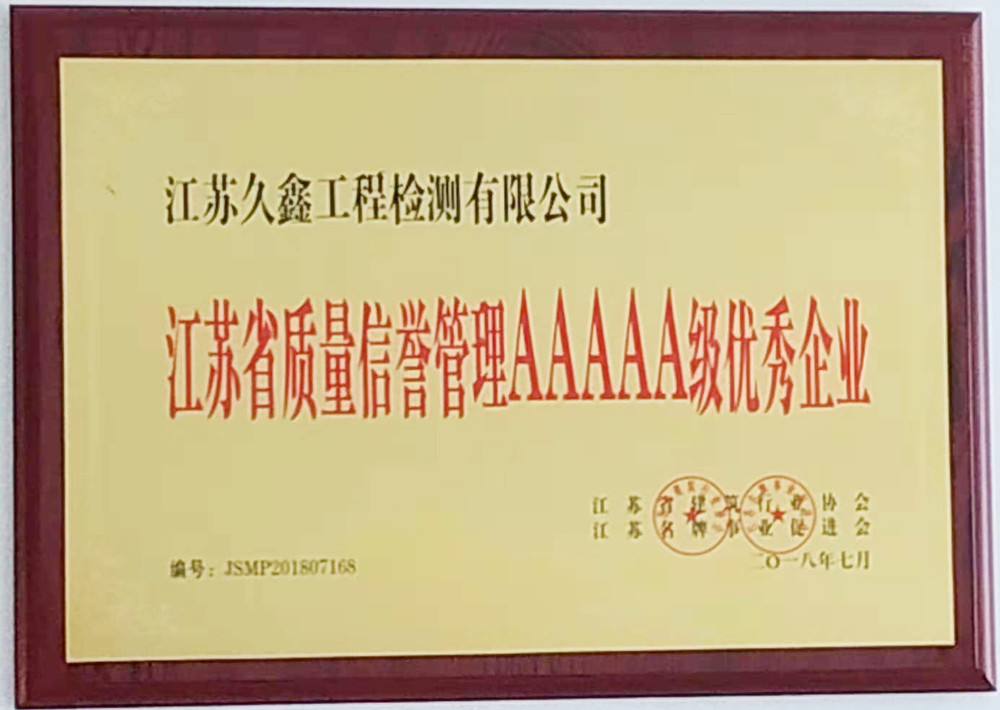 江苏久鑫工程检测有限公司
江苏省质量信誉管理AAAAA级优秀企业
江苏省建筑行业协会
江苏名牌事业促进会
二〇一八年七月
编号：JSMP201807168